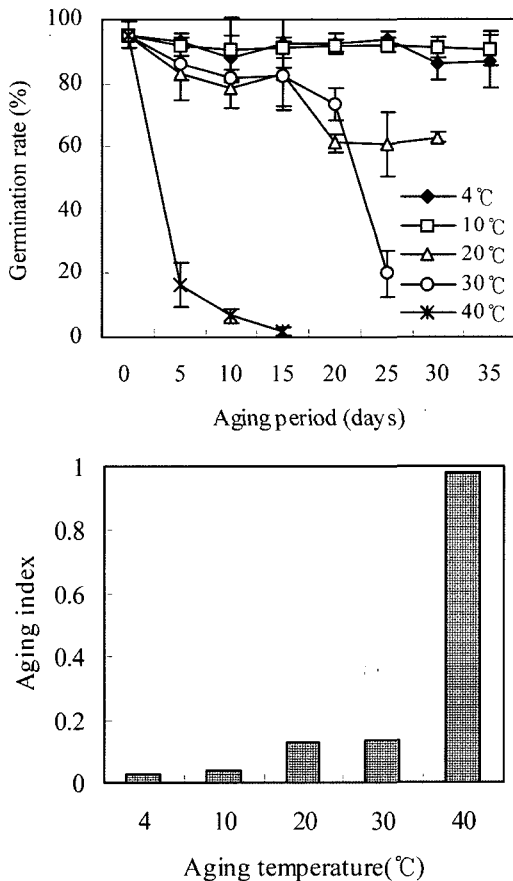 100
80
60
40
20
0
Germination rate (%)
4℃
10℃
20℃
30℃
40℃
0 5 10 15 20 25 30 35
Aging period (days)
1
0.8
0.6
0.4
0.2
0
Aging index
4 10 20 30 40
Aging temperature(℃)